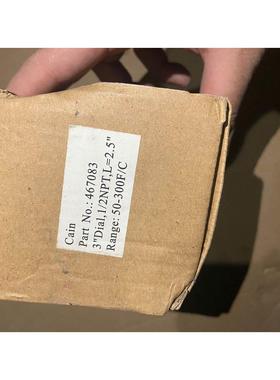 Cain
Part No.: 467083
3"Dial,1/2NPT,L=2.5"
Range: 50-300F/C